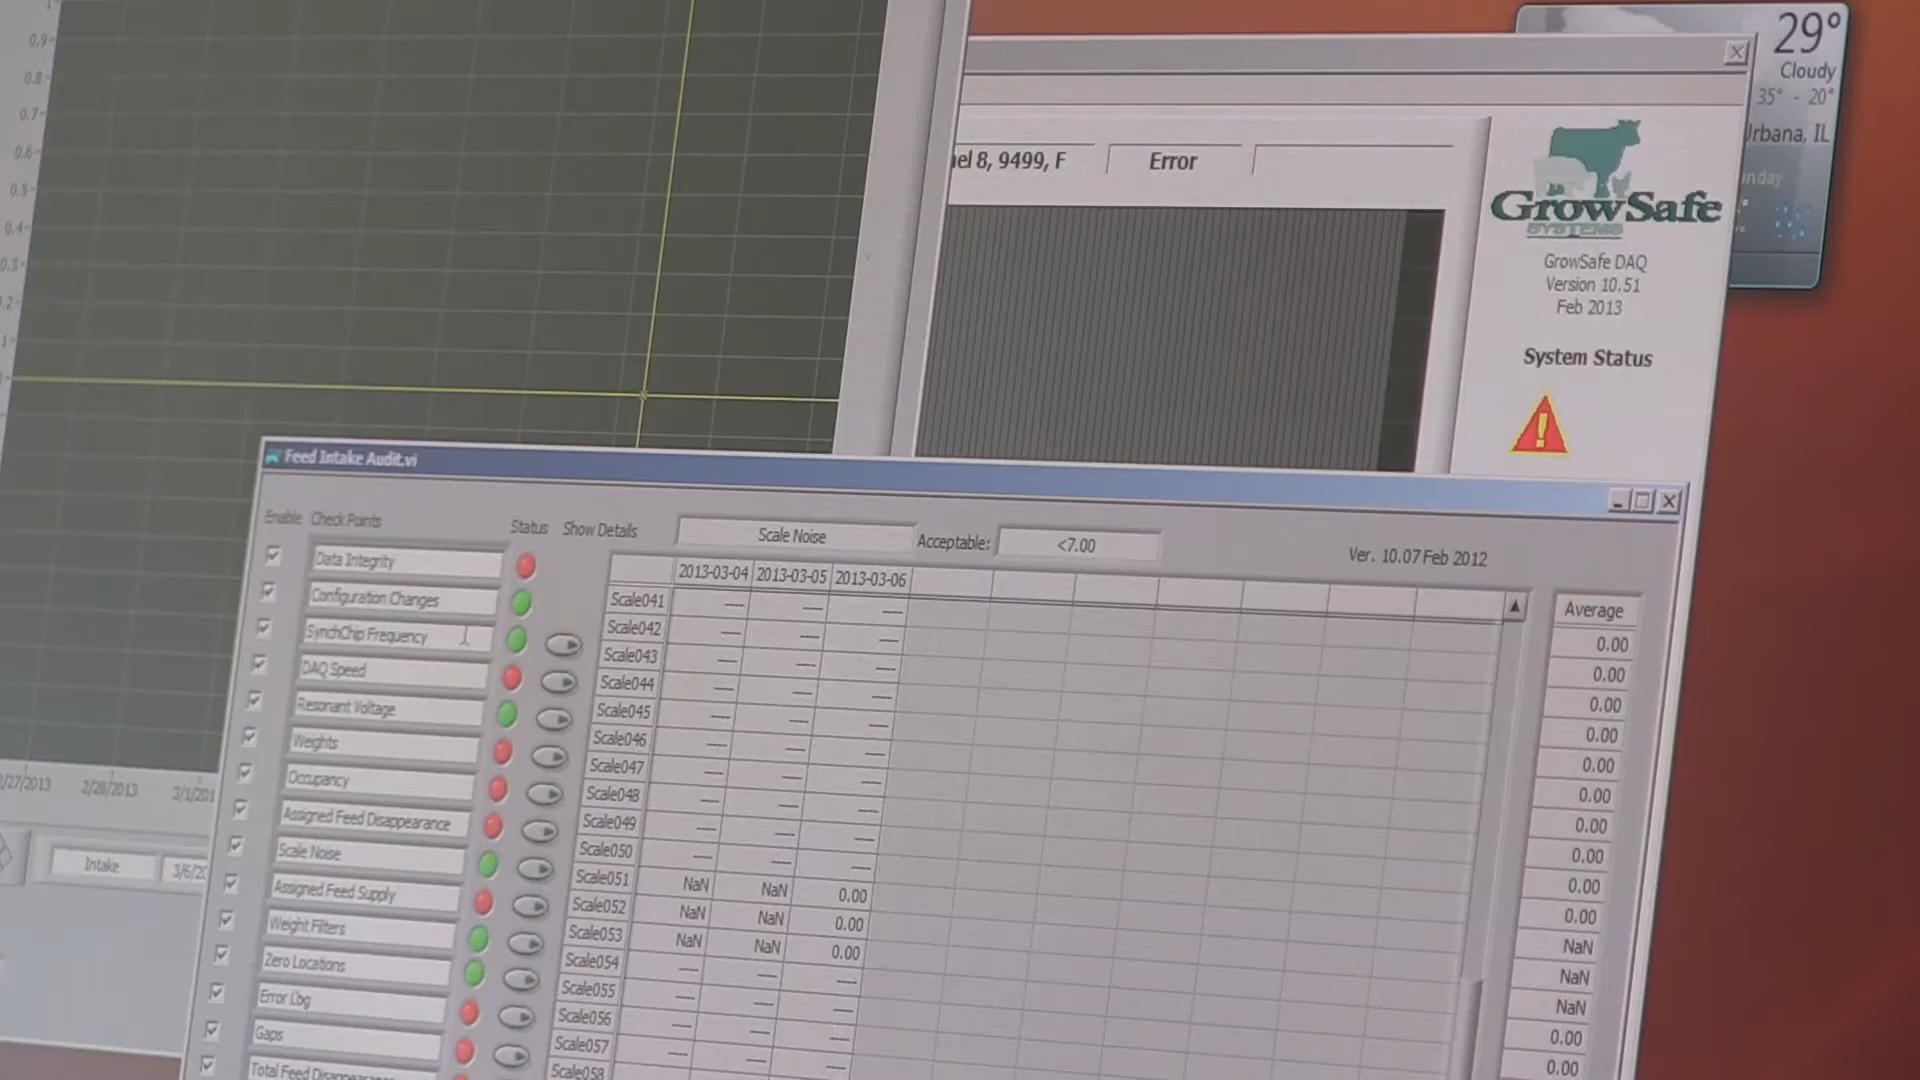 0.9
0.8
0.7
0.6
0.5
0.4
0.3
29°
Cloudy
35° - 20°
Urbana, IL
nel 8, 9499, F
Error
GrowSafe
SYSTEMS
GrowSafe DAQ
Version 10.51
Feb 2013
System Status
Feed Intake Audit.vi
Enable Check Points Status Show Details Scale Noise Acceptable: <7.00
Ver. 10.07 Feb 2012
2013-03-04 2013-03-05 2013-03-06 Average
Data Integrity
Configuration Changes
SynchChip Frequency
DAQ Speed
Resonant Voltage
Weights
Occupancy
Assigned Feed Disappearance
Scale Noise
Assigned Feed Supply
Weight Filters
Zero Locations
Error Log
Gaps
Total Feed Disappearance
Scale041 --- --- ---
Scale042 --- --- ---
Scale043 --- --- ---
Scale044 --- --- ---
Scale045 --- --- ---
Scale046 --- --- ---
Scale047 --- --- ---
Scale048 --- --- ---
Scale049 --- --- ---
Scale050 --- --- ---
Scale051 NaN NaN 0.00
Scale052 NaN NaN 0.00
Scale053 NaN NaN 0.00
Scale054 --- --- ---
Scale055 --- --- ---
Scale056 --- --- ---
Scale057 --- ---
Scale058
0.00
0.00
0.00
0.00
0.00
0.00
0.00
0.00
0.00
0.00
NaN
NaN
NaN
0.00
0.00
/27/2013 2/28/2013 3/1/201
Intake 3/6/20